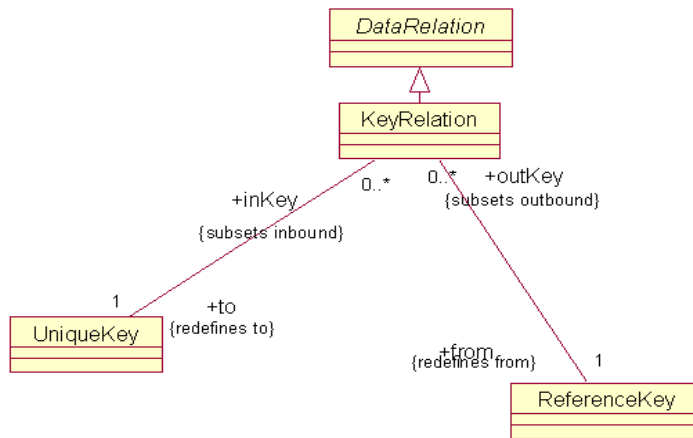 DataRelation
KeyRelation
0..*
0..*
+outKey
{subsets outbound}
+inKey
{subsets inbound}
1
+to
{redefines to}
UniqueKey
+from
{redefines from}
1
ReferenceKey